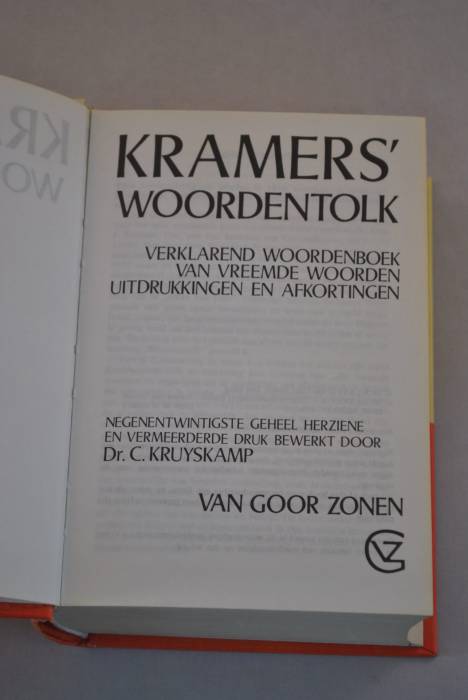 KRAMERS'
WOORDENTOLK
VERKLAREND WOORDENBOEK
VAN VREEMDE WOORDEN
UITDRUKKINGEN EN AFKORTINGEN
NEGENENTWINTIGSTE GEHEEL HERZIENE
EN VERMEERDERDE DRUK BEWERKT DOOR
Dr. C. KRUYSKAMP
VAN GOOR ZONEN
GVZ